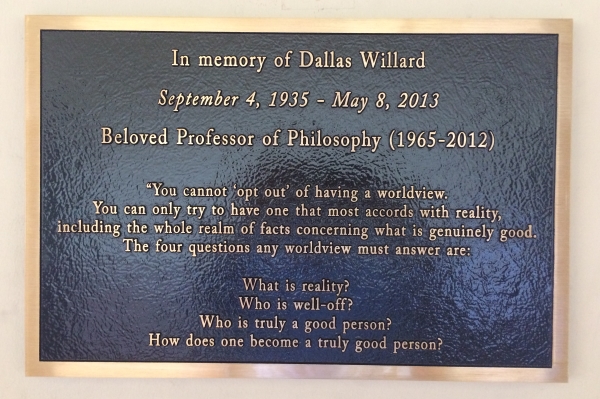 In memory of Dallas Willard
September 4, 1935 - May 8, 2013
Beloved Professor of Philosophy (1965-2012)
“You cannot ‘opt out’ of having a worldview.
You can only try to have one that most accords with reality,
including the whole realm of facts concerning what is genuinely good.
The four questions any worldview must answer are:
What is reality?
Who is well-off?
Who is truly a good person?
How does one become a truly good person?